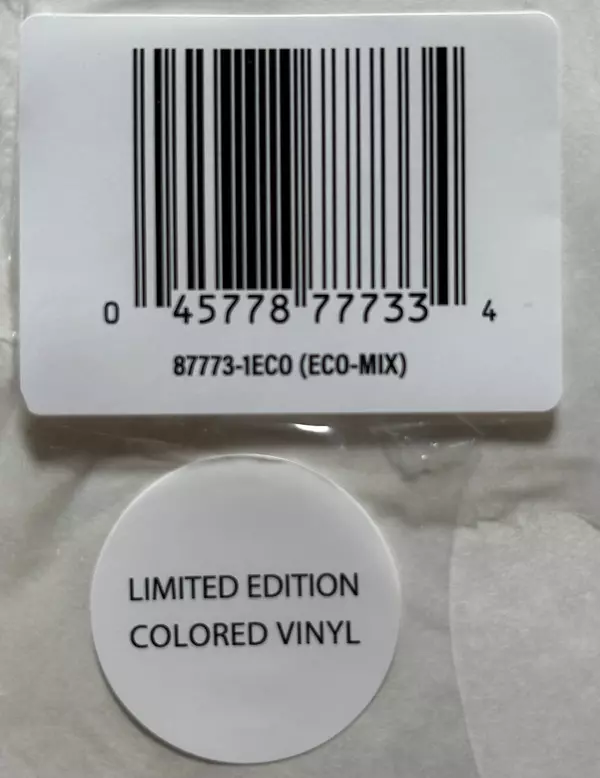 0 45778 77733 4
87773-1ECO (ECO-MIX)
LIMITED EDITION
COLORED VINYL